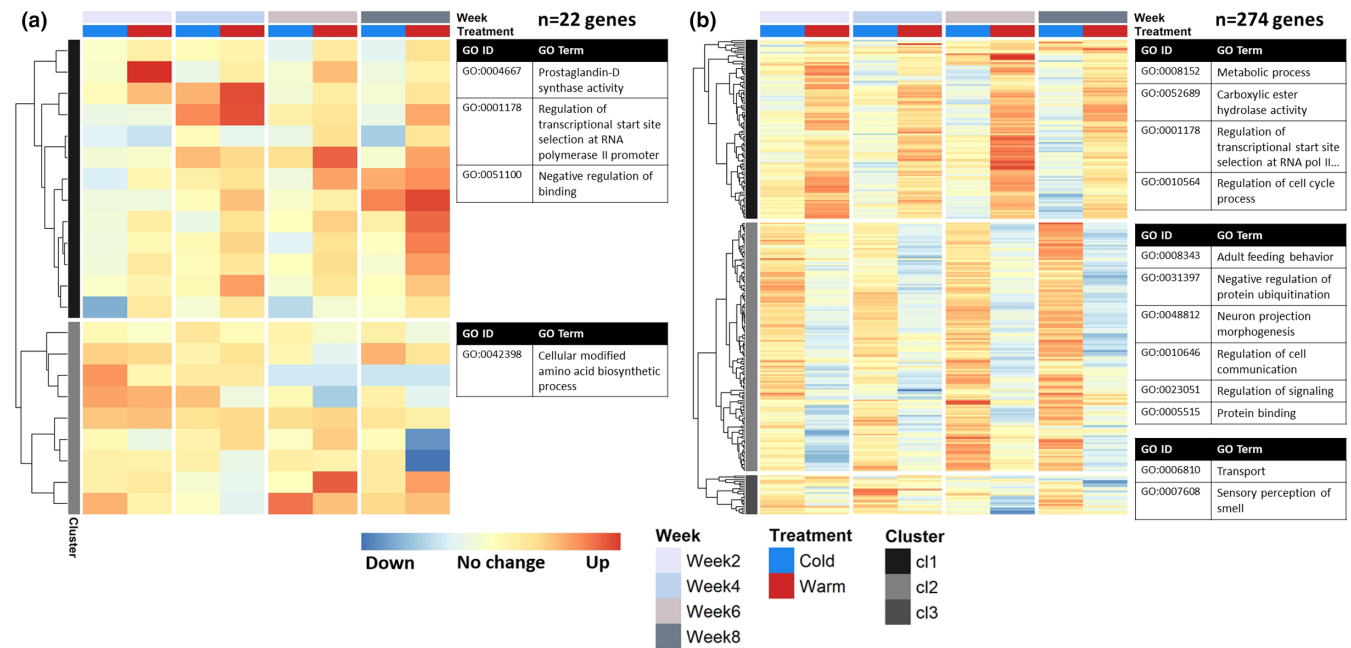 (a)
Week
Treatment
n=22 genes
GO ID GO Term
GO:0004667 Prostaglandin-D
synthase activity
GO:0001178 Regulation of
transcriptional start site
selection at RNA
polymerase II promoter
GO:0051100 Negative regulation of
binding
GO ID GO Term
GO:0042398 Cellular modified
amino acid biosynthetic
process
Cluster
(b)
Week
Treatment
n=274 genes
GO ID GO Term
GO:0008152 Metabolic process
GO:0052689 Carboxylic ester
hydrolase activity
GO:0001178 Regulation of
transcriptional start site
selection at RNA pol II...
GO:0010564 Regulation of cell cycle
process
GO ID GO Term
GO:0008343 Adult feeding behavior
GO:0031397 Negative regulation of
protein ubiquitination
GO:0048812 Neuron projection
morphogenesis
GO:0010646 Regulation of cell
communication
GO:0023051 Regulation of signaling
GO:0005515 Protein binding
GO ID GO Term
GO:0006810 Transport
GO:0007608 Sensory perception of
smell
Down No change Up
Week
Week2
Week4
Week6
Week8
Treatment
Cold
Warm
Cluster
cl1
cl2
cl3